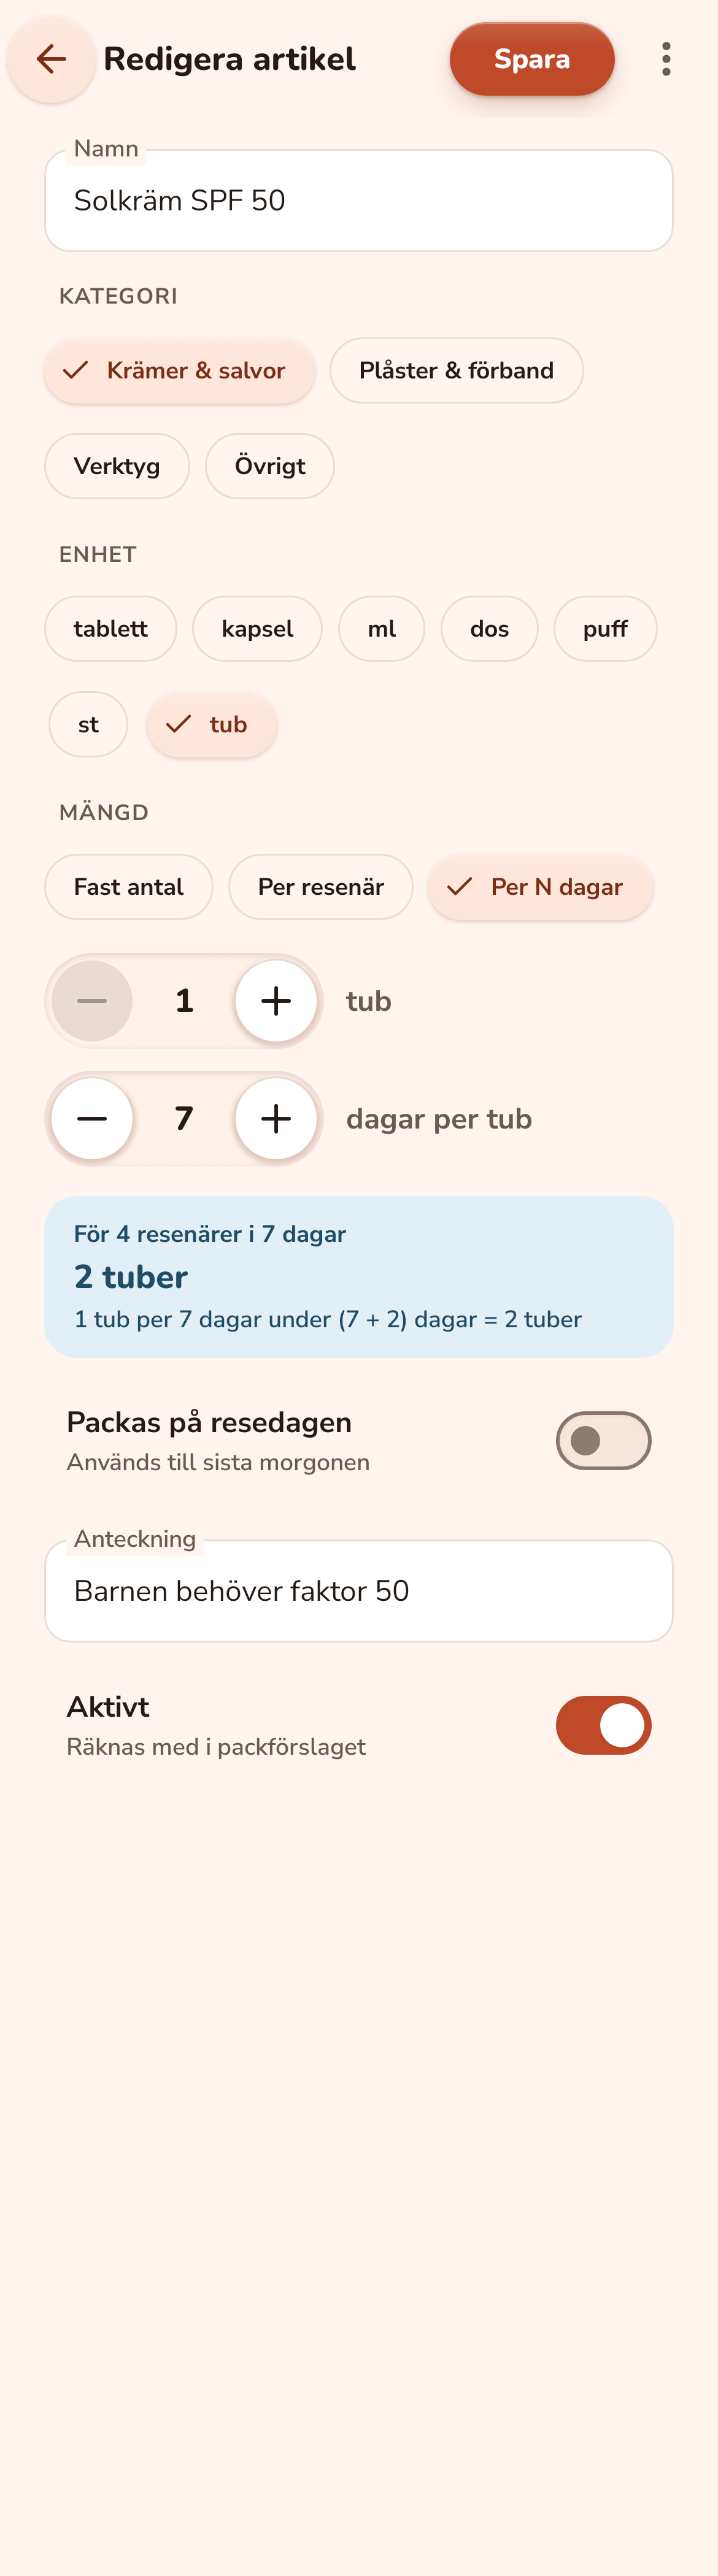 Redigera artikel
Spara
Namn
Solkräm SPF 50
KATEGORI
Krämer & salvor
Plåster & förband
Verktyg
Övrigt
ENHET
tablett
kapsel
ml
dos
puff
st
tub
MÄNGD
Fast antal
Per resenär
Per N dagar
1
tub
7
dagar per tub
För 4 resenärer i 7 dagar
2 tuber
1 tub per 7 dagar under (7 + 2) dagar = 2 tuber
Packas på resedagen
Används till sista morgonen
Anteckning
Barnen behöver faktor 50
Aktivt
Räknas med i packförslaget